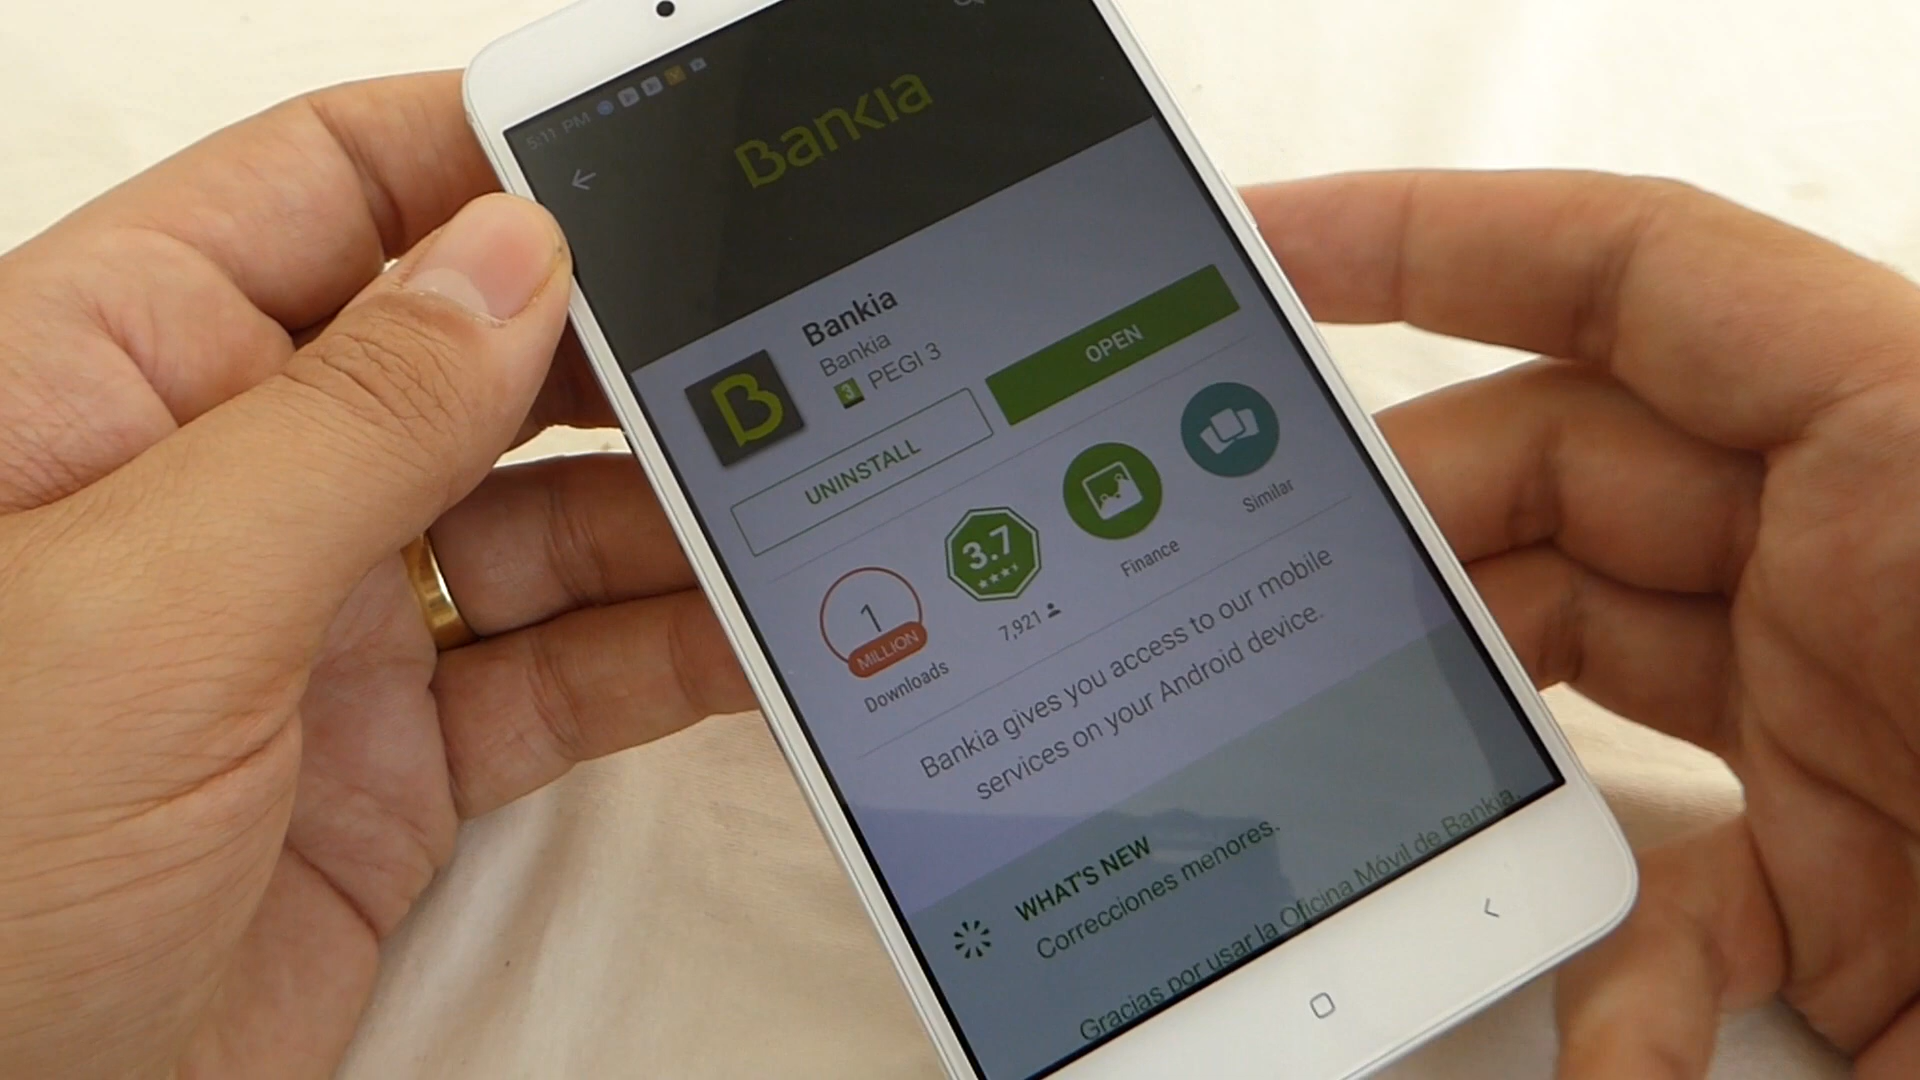 5:11 PM
Bankia
Bankia
Bankia
3 PEGI 3
UNINSTALL
OPEN
1
MILLION
Downloads
3.7
7,921
Finance
Similar
Bankia gives you access to our mobile
services on your Android device.
WHAT'S NEW
Correcciones menores.
Gracias por usar la Oficina Móvil de Bankia.